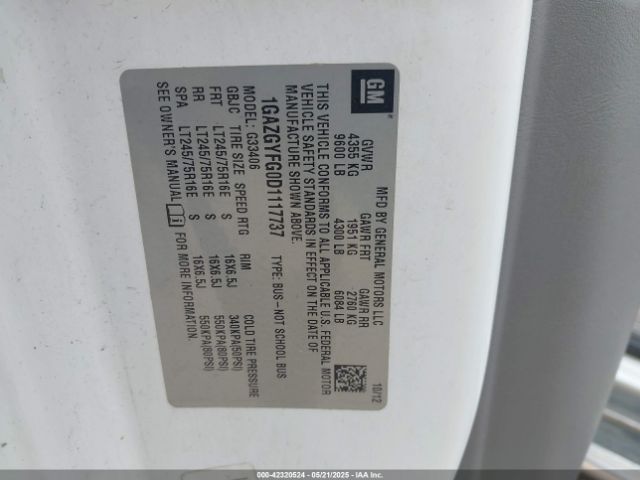 GM
MFD BY GENERAL MOTORS LLC 10/12
GVWR GAWR FRT GAWR RR
4355 KG 1951 KG 2760 KG
9600 LB 4300 LB 6084 LB
THIS VEHICLE CONFORMS TO ALL APPLICABLE U.S. FEDERAL MOTOR
VEHICLE SAFETY STANDARDS IN EFFECT ON THE DATE OF
MANUFACTURE SHOWN ABOVE.
1GAZGYFG0D1117737 TYPE: BUS - NOT SCHOOL BUS
MODEL: G33406
GBJC TIRE SIZE SPEED RTG RIM COLD TIRE PRESSURE
FRT LT245/75R16E S 16X6.5J 340KPA(50PSI)
RR LT245/75R16E S 16X6.5J 550KPA(80PSI)
SPA LT245/75R16E S 16X6.5J 550KPA(80PSI)
SEE OWNER'S MANUAL i FOR MORE INFORMATION.
000-42320524 05/21/2025 IAAI.COM